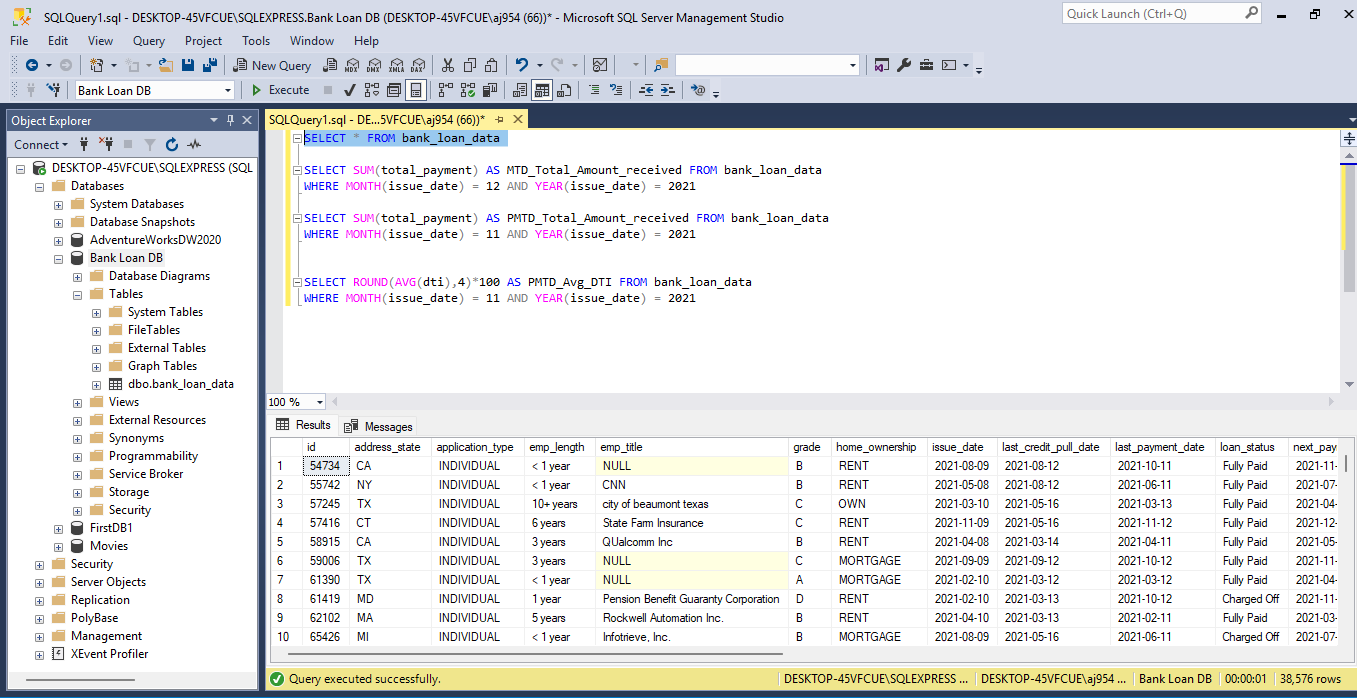 SQLQuery1.sql - DESKTOP-45VFCUE\SQLEXPRESS.Bank Loan DB (DESKTOP-45VFCUE\aj954 (66))* - Microsoft SQL Server Management Studio
Quick Launch (Ctrl+Q)
File Edit View Query Project Tools Window Help
New Query MDX DMX XMLA DAX
Bank Loan DB Execute
Object Explorer
Connect
DESKTOP-45VFCUE\SQLEXPRESS (SQL
Databases
System Databases
Database Snapshots
AdventureWorksDW2020
Bank Loan DB
Database Diagrams
Tables
System Tables
FileTables
External Tables
Graph Tables
dbo.bank_loan_data
Views
External Resources
Synonyms
Programmability
Service Broker
Storage
Security
FirstDB1
Movies
Security
Server Objects
Replication
PolyBase
Management
XEvent Profiler
SQLQuery1.sql - DE...5VFCUE\aj954 (66))*
SELECT * FROM bank_loan_data
SELECT SUM(total_payment) AS MTD_Total_Amount_received FROM bank_loan_data
WHERE MONTH(issue_date) = 12 AND YEAR(issue_date) = 2021
SELECT SUM(total_payment) AS PMTD_Total_Amount_received FROM bank_loan_data
WHERE MONTH(issue_date) = 11 AND YEAR(issue_date) = 2021
SELECT ROUND(AVG(dti),4)*100 AS PMTD_Avg_DTI FROM bank_loan_data
WHERE MONTH(issue_date) = 11 AND YEAR(issue_date) = 2021
100 %
Results Messages
id address_state application_type emp_length emp_title grade home_ownership issue_date last_credit_pull_date last_payment_date loan_status next_pay
1 54734 CA INDIVIDUAL < 1 year NULL B RENT 2021-08-09 2021-08-12 2021-10-11 Fully Paid 2021-11-
2 55742 NY INDIVIDUAL < 1 year CNN B RENT 2021-05-08 2021-08-12 2021-06-11 Fully Paid 2021-07-
3 57245 TX INDIVIDUAL 10+ years city of beaumont texas C OWN 2021-03-10 2021-05-16 2021-03-13 Fully Paid 2021-04-
4 57416 CT INDIVIDUAL 6 years State Farm Insurance C RENT 2021-11-09 2021-05-16 2021-11-12 Fully Paid 2021-12-
5 58915 CA INDIVIDUAL 3 years QUalcomm Inc B RENT 2021-04-08 2021-03-14 2021-04-11 Fully Paid 2021-05-
6 59006 TX INDIVIDUAL 3 years NULL C MORTGAGE 2021-09-09 2021-09-12 2021-10-12 Fully Paid 2021-11-
7 61390 TX INDIVIDUAL < 1 year NULL A MORTGAGE 2021-02-10 2021-03-12 2021-03-12 Fully Paid 2021-04-
8 61419 MD INDIVIDUAL 1 year Pension Benefit Guaranty Corporation D RENT 2021-02-10 2021-03-13 2021-10-12 Charged Off 2021-11-
9 62102 MA INDIVIDUAL 5 years Rockwell Automation Inc. B RENT 2021-04-10 2021-03-13 2021-02-11 Fully Paid 2021-03-
10 65426 MI INDIVIDUAL < 1 year Infotrieve, Inc. B MORTGAGE 2021-08-09 2021-05-16 2021-06-11 Charged Off 2021-07-
Query executed successfully. DESKTOP-45VFCUE\SQLEXPRESS ... DESKTOP-45VFCUE\aj954 ... Bank Loan DB 00:00:01 38,576 rows